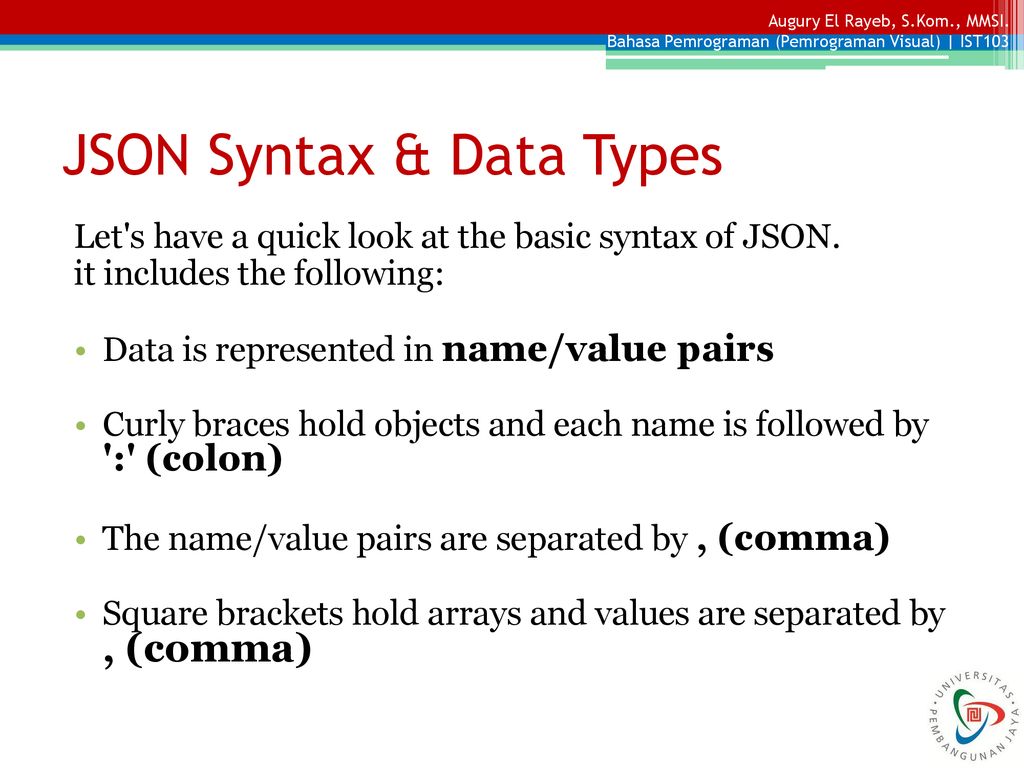 Augury El Rayeb, S.Kom., MMSI.
Bahasa Pemrograman (Pemrograman Visual) | IST103
JSON Syntax & Data Types
Let's have a quick look at the basic syntax of JSON.
it includes the following:
• Data is represented in name/value pairs
• Curly braces hold objects and each name is followed by
':' (colon)
• The name/value pairs are separated by , (comma)
• Square brackets hold arrays and values are separated by
, (comma)
• UNIVERSITAS •
PEMBANGUNAN JAYA